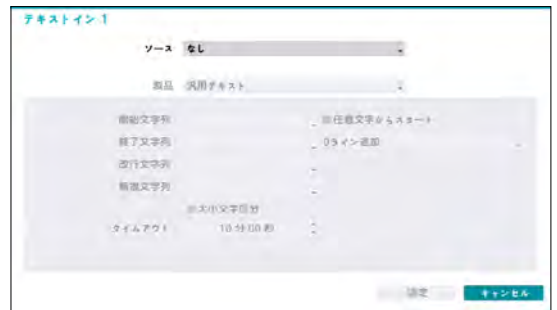 テキストイン 1
ソース なし
製品 汎用テキスト
開始文字列 任意文字からスタート
終了文字列 0ライン追加
改行文字列
無視文字列
大小文字区分
タイムアウト 10 分 00 秒
設定 キャンセル